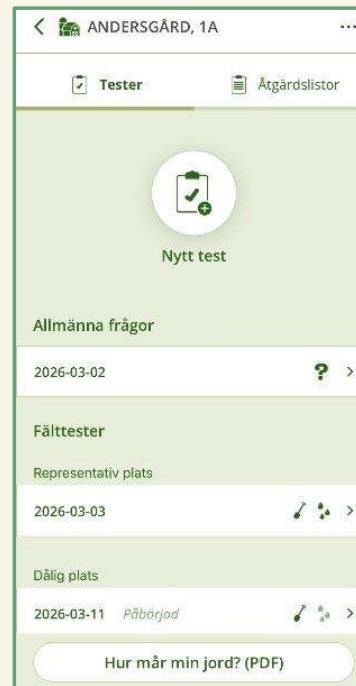 ANDERSGÅRD, 1A
Tester
Åtgärdslistor
Nytt test
Allmänna frågor
2026-03-02
Fälttester
Representativ plats
2026-03-03
Dålig plats
2026-03-11 Påbörjad
Hur mår min jord? (PDF)